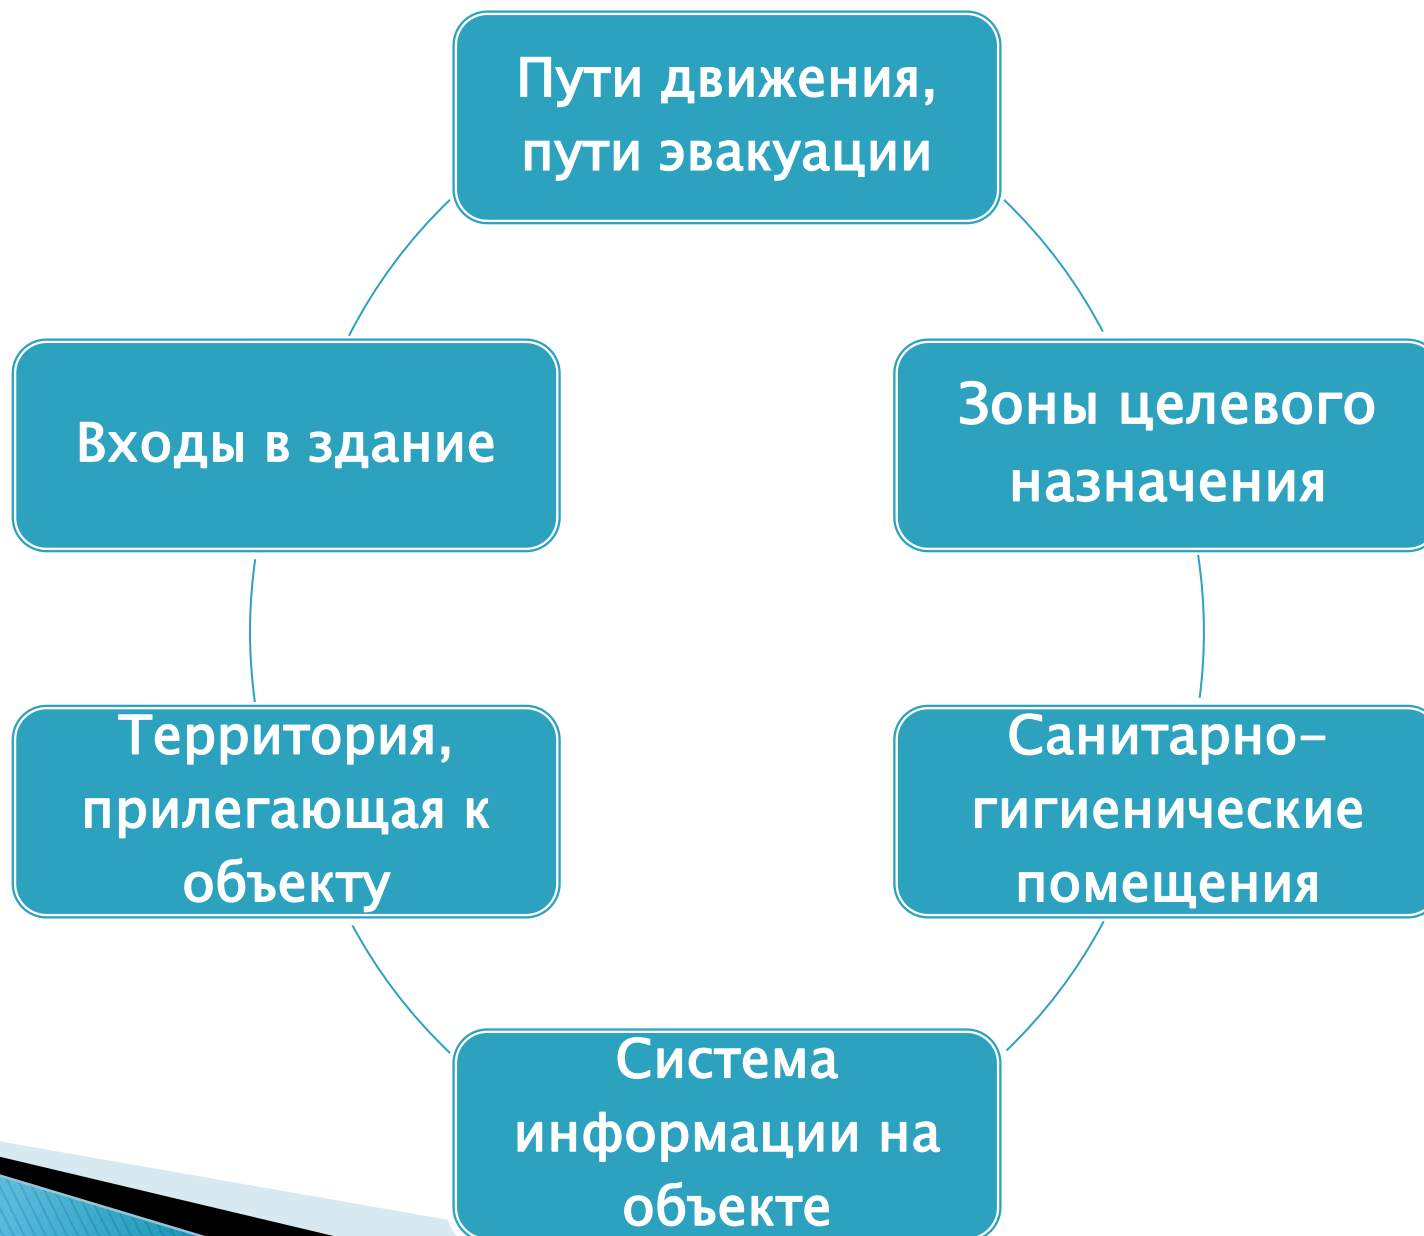 Пути движения,
пути эвакуации
Входы в здание
Зоны целевого
назначения
Территория,
прилегающая к
объекту
Санитарно–
гигиенические
помещения
Система
информации на
объекте